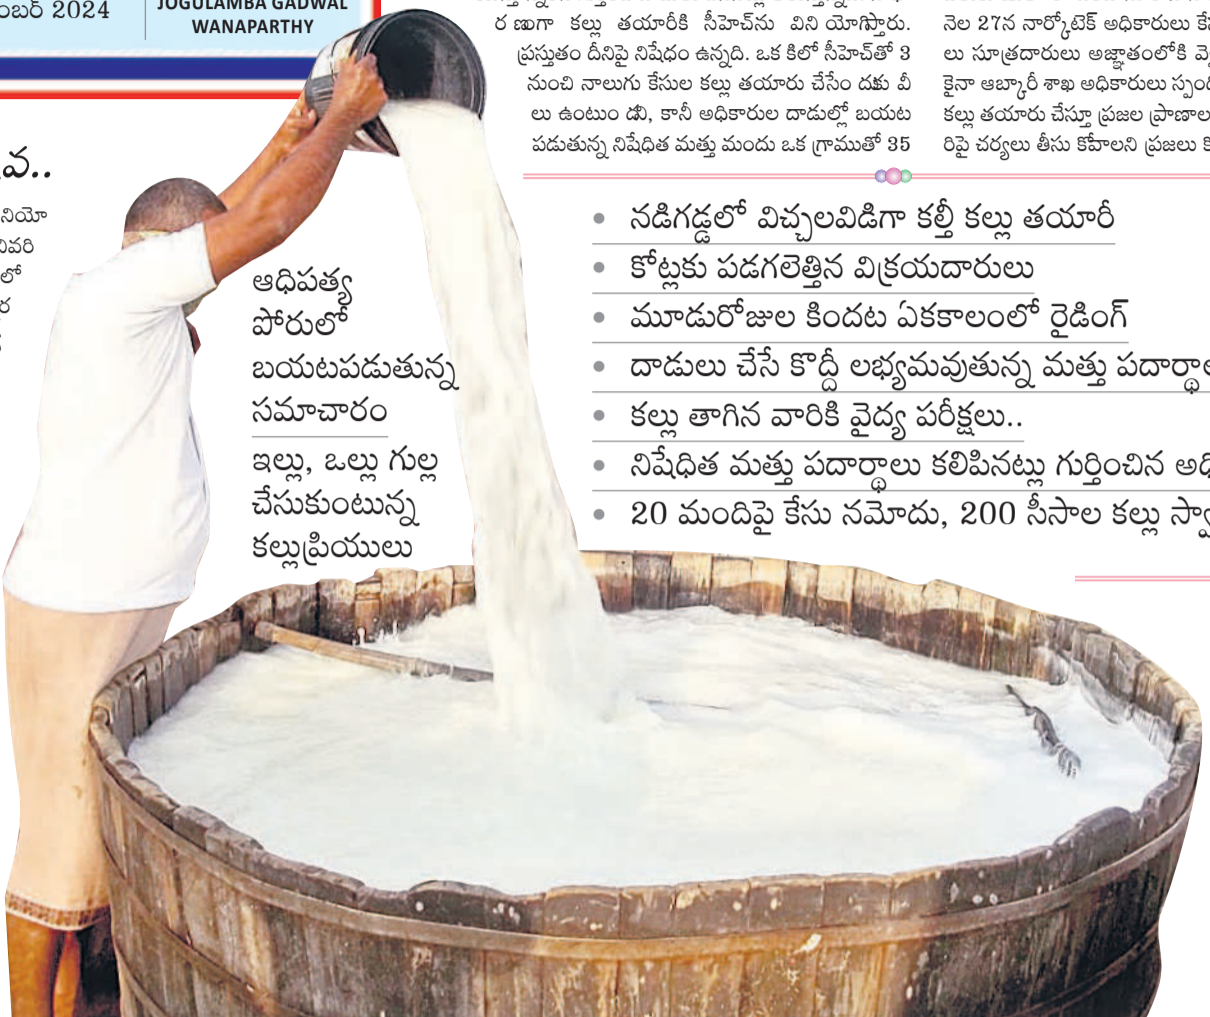 2024
JOGULAMBA GADWAL
WANAPARTHY
కల్లు తయారీకి సీహెచ్‌ను విని యోగిస్తారు.
ప్రస్తుతం దీనిపై నిషేధం ఉన్నది. ఒక కిలో సీహెచ్‌తో 3
నుంచి నాలుగు కేసుల కల్లు తయారు చేసేం దుకు వీ
లు ఉంటుం దని, కానీ అధికారుల దాడుల్లో బయట
పడుతున్న నిషేధిత మత్తు మందు ఒక గ్రాముతో 35
నెల 27న నార్కోటెక్ అధికారులు
లు సూత్రదారులు అజ్ఞాతంలోకి
కైనా ఆబ్కారీ శాఖ అధికారులు
కల్లు తయారు చేస్తూ ప్రజల
రిపై చర్యలు తీసు కోవాలని ప్రజలు
ఆధిపత్య
పోరులో
బయటపడుతున్న
సమాచారం
ఇల్లు, ఒల్లు గుల్ల
చేసుకుంటున్న
కల్లుప్రియులు
• నడిగడ్డలో విచ్చలవిడిగా కల్తీ కల్లు తయారీ
• కోట్లకు పడగలెత్తిన విక్రయదారులు
• మూడురోజుల కిందట ఏకకాలంలో రైడింగ్
• దాడులు చేసే కొద్దీ లభ్యమవుతున్న మత్తు
• కల్లు తాగిన వారికి వైద్య పరీక్షలు..
• నిషేధిత మత్తు పదార్థాలు కలిపినట్లు గుర్తించిన
• 20 మందిపై కేసు నమోదు, 200 సీసాల కల్లు